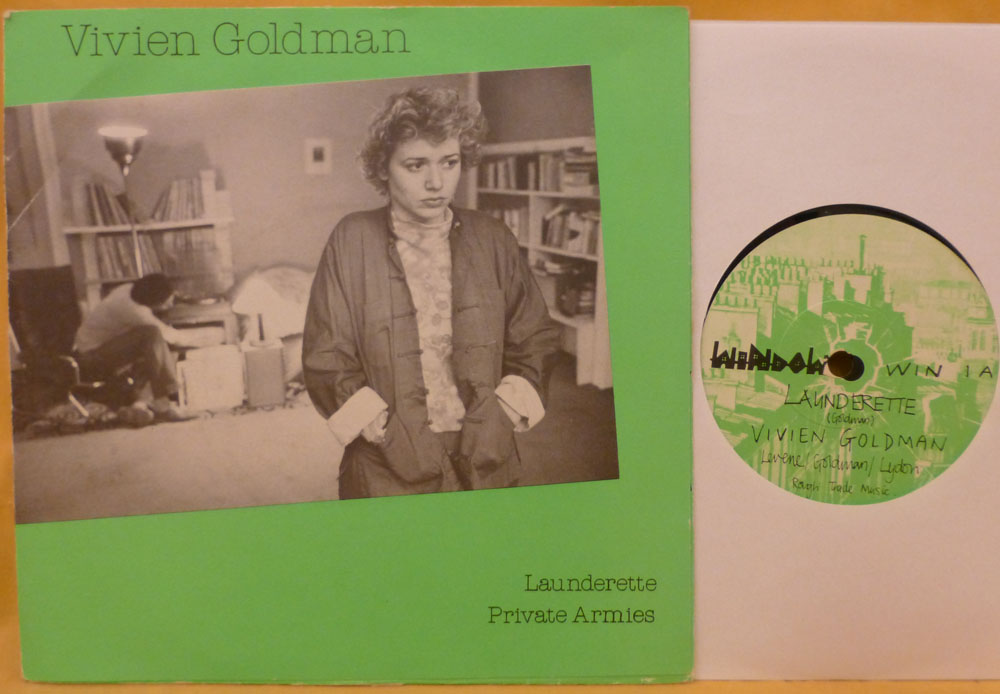 Vivien Goldman
Launderette
Private Armies
WINDOW
WIN 1A
LAUNDERETTE
(Goldman)
VIVIEN GOLDMAN
Levene/Goldman/Lydon
Rough Trade Music